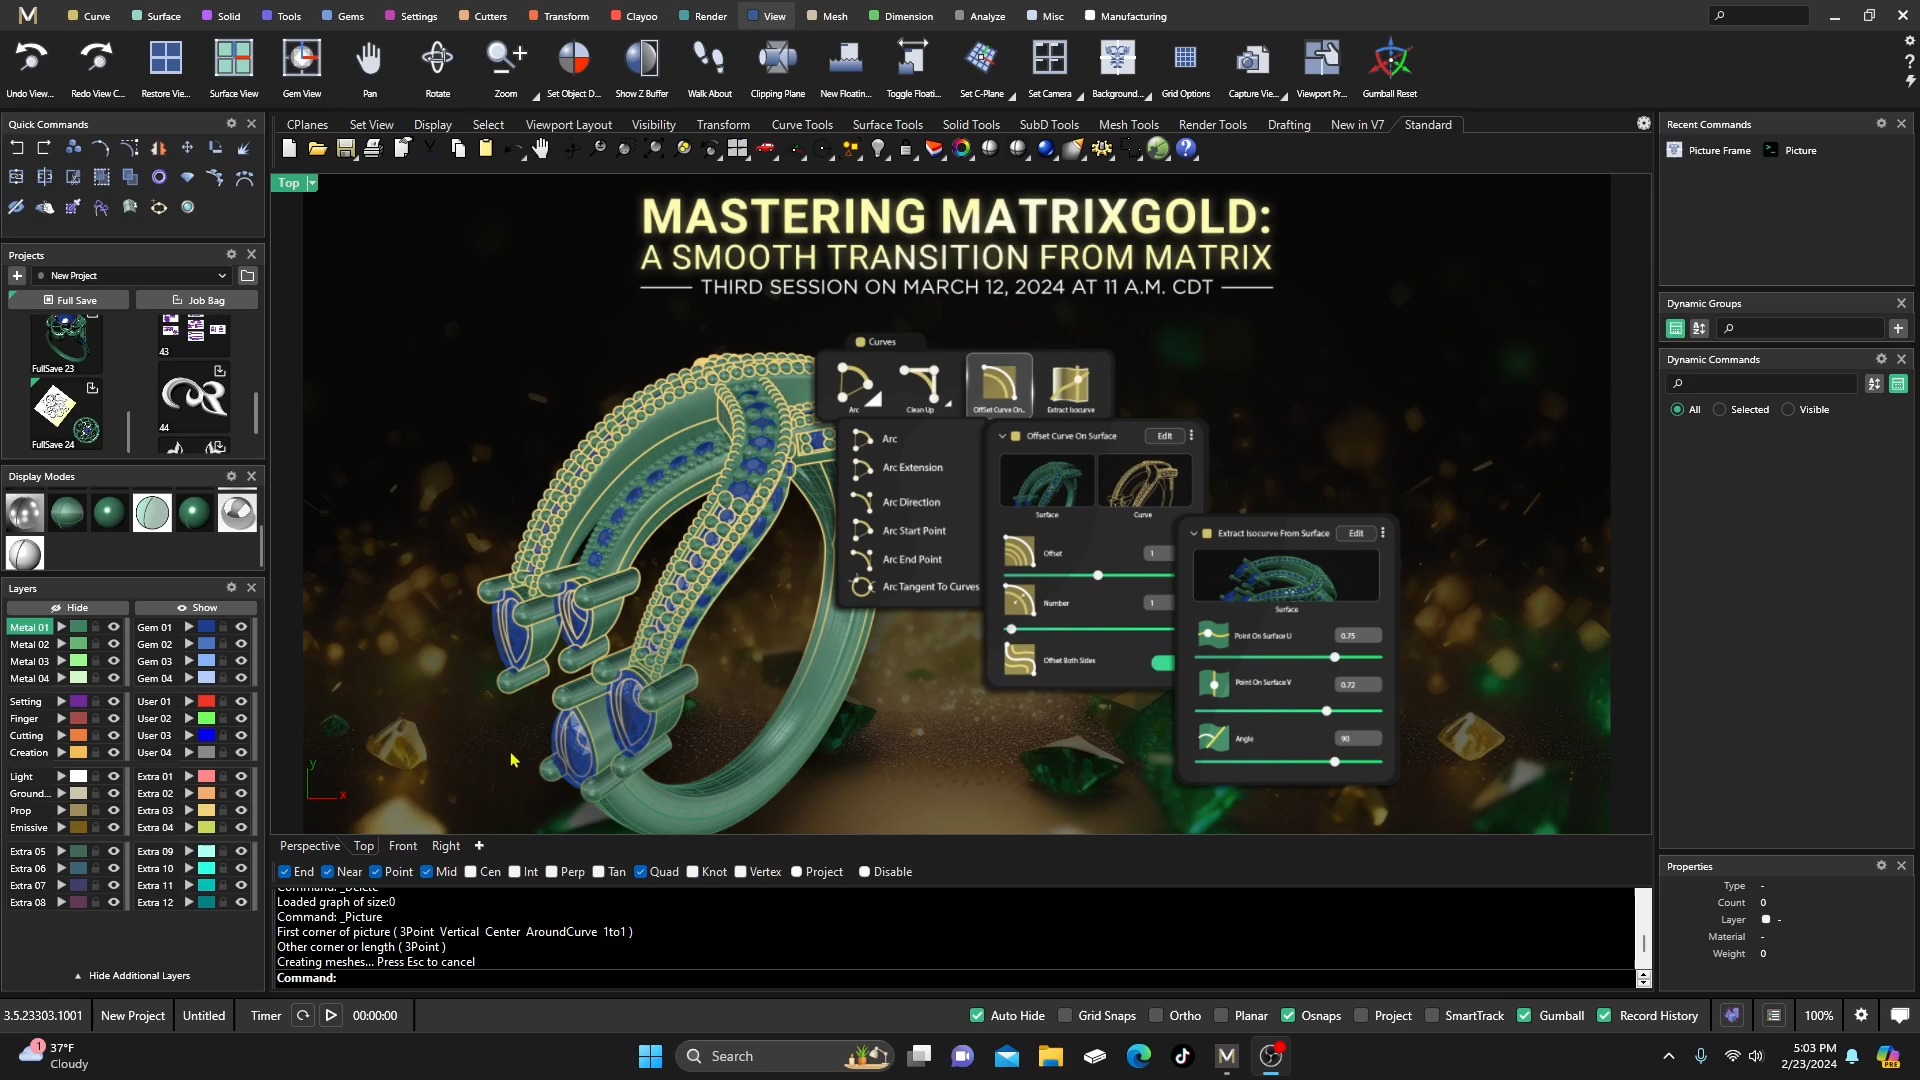 Curve Surface Solid Tools Gems Settings Cutters Transform Clayoo Render View Mesh Dimension Analyze Misc Manufacturing
Undo View... Redo View C... Restore Vie... Surface View Gem View Pan Rotate Zoom Set Object D... Show Z Buffer Walk About Clipping Plane New Floatin... Toggle Floati... Set C-Plane Set Camera Background... Grid Options Capture Vie... Viewport Pr... Gumball Reset
Quick Commands
CPlanes Set View Display Select Viewport Layout Visibility Transform Curve Tools Surface Tools Solid Tools SubD Tools Mesh Tools Render Tools Drafting New in V7 Standard
Recent Commands
Picture Frame Picture
Top
MASTERING MATRIXGOLD:
A SMOOTH TRANSITION FROM MATRIX
THIRD SESSION ON MARCH 12, 2024 AT 11 A.M. CDT
Projects
New Project
Full Save Job Bag
FullSave 23
43
FullSave 24
44
Dynamic Groups
Dynamic Commands
All Selected Visible
Curves
Arc Clean Up Offset Curve On... Extract Isocurve
Arc
Arc Extension
Arc Direction
Arc Start Point
Arc End Point
Arc Tangent To Curves
Offset Curve On Surface Edit
Surface Curve
Offset 1
Number 1
Offset Both Sides
Extract Isocurve From Surface Edit
Surface
Point On Surface U 0.75
Point On Surface V 0.72
Angle 90
y
x
Display Modes
Layers
Hide Show
Metal 01 Gem 01
Metal 02 Gem 02
Metal 03 Gem 03
Metal 04 Gem 04
Setting User 01
Finger User 02
Cutting User 03
Creation User 04
Light Extra 01
Ground... Extra 02
Prop Extra 03
Emissive Extra 04
Extra 05 Extra 09
Extra 06 Extra 10
Extra 07 Extra 11
Extra 08 Extra 12
Hide Additional Layers
Perspective Top Front Right
End Near Point Mid Cen Int Perp Tan Quad Knot Vertex Project Disable
Command: _Delete
Loaded graph of size:0
Command: _Picture
First corner of picture ( 3Point Vertical Center AroundCurve 1to1 )
Other corner or length ( 3Point )
Creating meshes... Press Esc to cancel
Command:
Properties
Type -
Count 0
Layer -
Material -
Weight 0
3.5.23303.1001 New Project Untitled Timer 00:00:00 Auto Hide Grid Snaps Ortho Planar Osnaps Project SmartTrack Gumball Record History 100%
1
37°F
Cloudy
Search
5:03 PM
2/23/2024
PRE